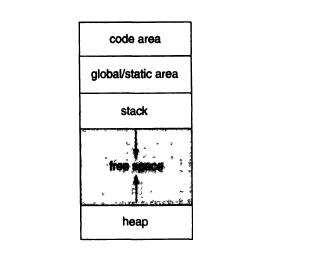 code area
global/static area
stack
free space
heap